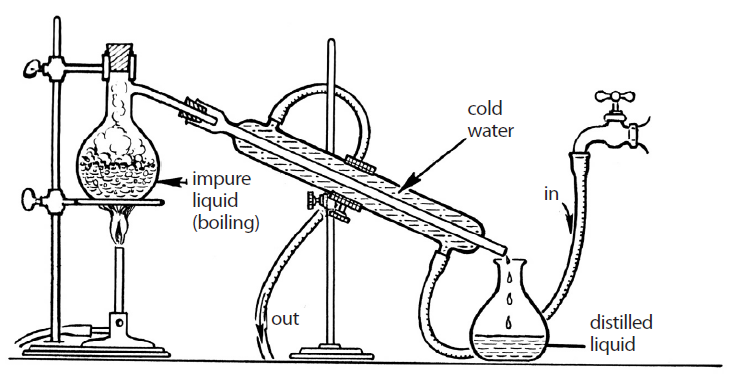 cold
water
impure
liquid
(boiling)
in
out
distilled
liquid